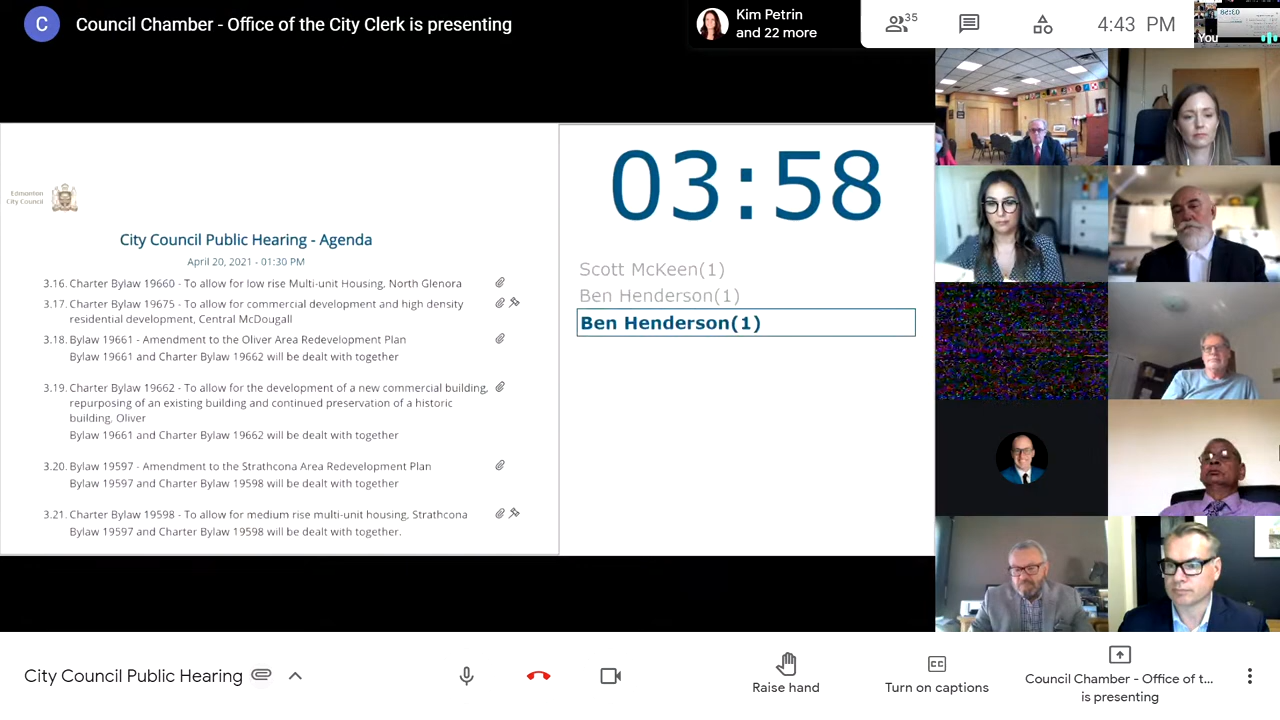 C
Council Chamber - Office of the City Clerk is presenting
Kim Petrin
and 22 more
35
4:43 PM
You
Edmonton
City Council
City Council Public Hearing - Agenda
April 20, 2021 - 01:30 PM
3.16. Charter Bylaw 19660 - To allow for low rise Multi-unit Housing, North Glenora
3.17. Charter Bylaw 19675 - To allow for commercial development and high density
residential development, Central McDougall
3.18. Bylaw 19661 - Amendment to the Oliver Area Redevelopment Plan
Bylaw 19661 and Charter Bylaw 19662 will be dealt with together
3.19. Charter Bylaw 19662 - To allow for the development of a new commercial building,
repurposing of an existing building and continued preservation of a historic
building, Oliver
Bylaw 19661 and Charter Bylaw 19662 will be dealt with together
3.20. Bylaw 19597 - Amendment to the Strathcona Area Redevelopment Plan
Bylaw 19597 and Charter Bylaw 19598 will be dealt with together
3.21. Charter Bylaw 19598 - To allow for medium rise multi-unit housing, Strathcona
Bylaw 19597 and Charter Bylaw 19598 will be dealt with together.
03:58
Scott McKeen(1)
Ben Henderson(1)
Ben Henderson(1)
City Council Public Hearing
Raise hand
CC
Turn on captions
Council Chamber - Office of t...
is presenting